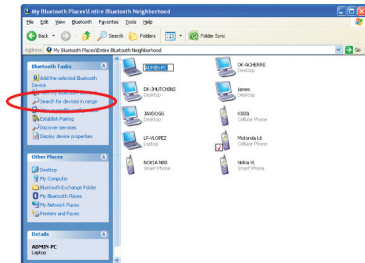 My Bluetooth Places\Entire Bluetooth Neighborhood
File Edit View Bluetooth Favorites Tools Help
Back Search Folders Folder Sync
Address My Bluetooth Places\Entire Bluetooth Neighborhood Go
Bluetooth Tasks
Add the selected Bluetooth
Device
Search for devices in range
Establish Pairing
Discover services
Display device properties
Other Places
Desktop
My Computer
Bluetooth Exchange Folder
My Bluetooth Places
My Network Places
Printers and Faxes
Details
ADMIN-PC
Laptop
ADMIN-PC
DK-ACHERRE
Desktop
DK-JHUTCHINS
Desktop
James
Desktop
JAWDOGG
Desktop
Cellular Phone
LP-VLOPEZ
Laptop
Motorola L6
Cellular Phone
NOKIA N80
Smart Phone
Nokia VL
Smart Phone